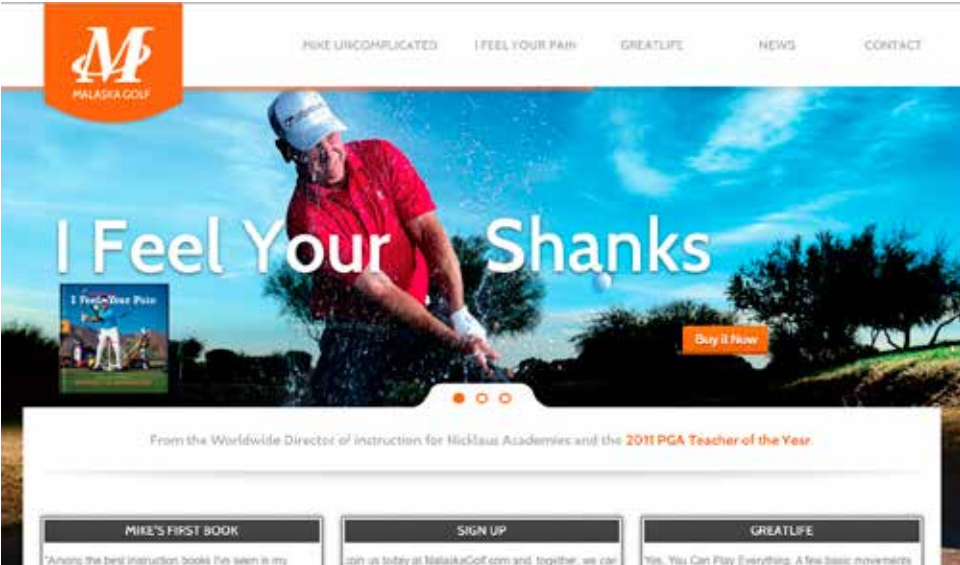 M
MALASKA GOLF
MIKE UNCOMPLICATED I FEEL YOUR PAIN GREATLIFE NEWS CONTACT
I Feel Your Shanks
I Feel Your Pain
Buy it Now
From the Worldwide Director of instruction for Nicklaus Academies and the 2011 PGA Teacher of the Year.
MIKE'S FIRST BOOK SIGN UP GREATLIFE
"Among the best instruction books I've seen in my
Join us today at MalaskaGolf.com and, together, we can
Yes, You Can Play Everything. A few basic movements